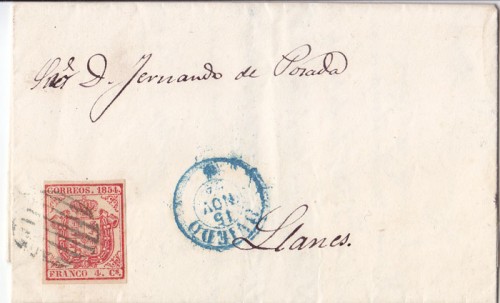 Sr. D. Fernando de Posada
CORREOS. 1854.
FRANCO 4. Cs.
OVIEDO
15
NOV
Llanes.